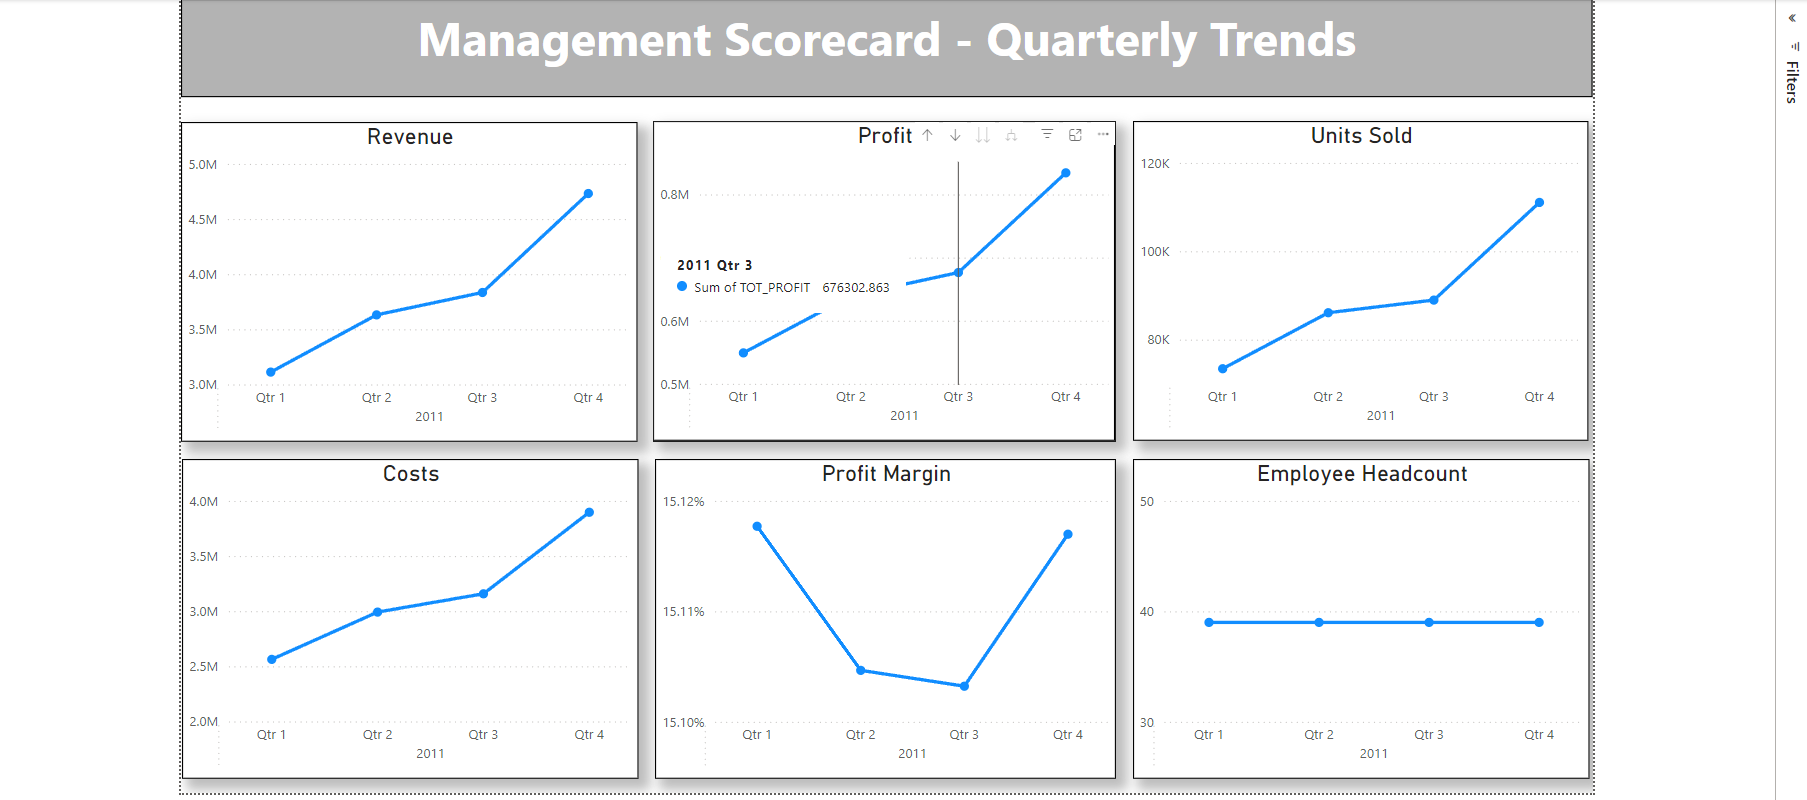 Management Scorecard - Quarterly Trends
Filters
Revenue
5.0M
4.5M
4.0M
3.5M
3.0M
Qtr 1 Qtr 2 Qtr 3 Qtr 4
2011
Profit
0.8M
2011 Qtr 3
Sum of TOT_PROFIT 676302.863
0.6M
0.5M
Qtr 1 Qtr 2 Qtr 3 Qtr 4
2011
Units Sold
120K
100K
80K
Qtr 1 Qtr 2 Qtr 3 Qtr 4
2011
Costs
4.0M
3.5M
3.0M
2.5M
2.0M
Qtr 1 Qtr 2 Qtr 3 Qtr 4
2011
Profit Margin
15.12%
15.11%
15.10%
Qtr 1 Qtr 2 Qtr 3 Qtr 4
2011
Employee Headcount
50
40
30
Qtr 1 Qtr 2 Qtr 3 Qtr 4
2011